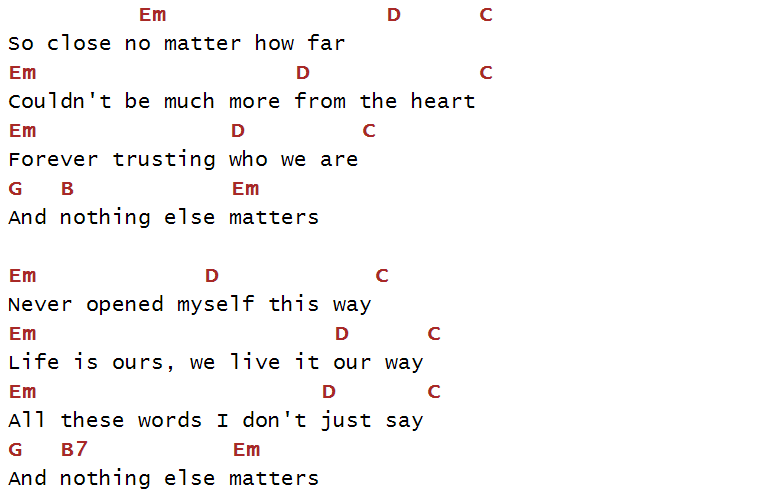 Em D C
So close no matter how far
Em D C
Couldn't be much more from the heart
Em D C
Forever trusting who we are
G B Em
And nothing else matters
Em D C
Never opened myself this way
Em D C
Life is ours, we live it our way
Em D C
All these words I don't just say
G B7 Em
And nothing else matters